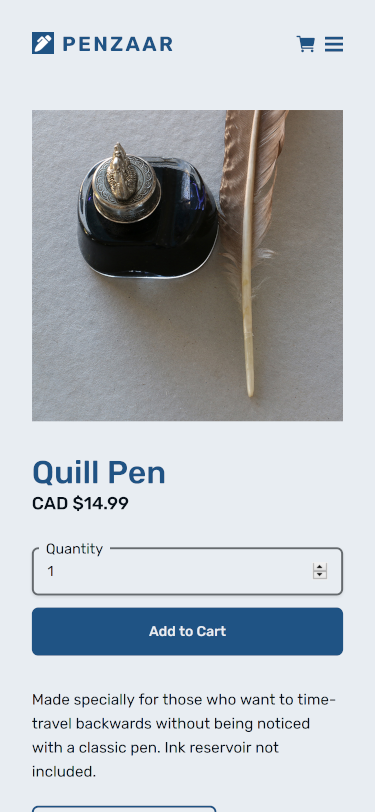 PENZAAR
Quill Pen
CAD $14.99
Quantity
1
Add to Cart
Made specially for those who want to time-
travel backwards without being noticed
with a classic pen. Ink reservoir not
included.